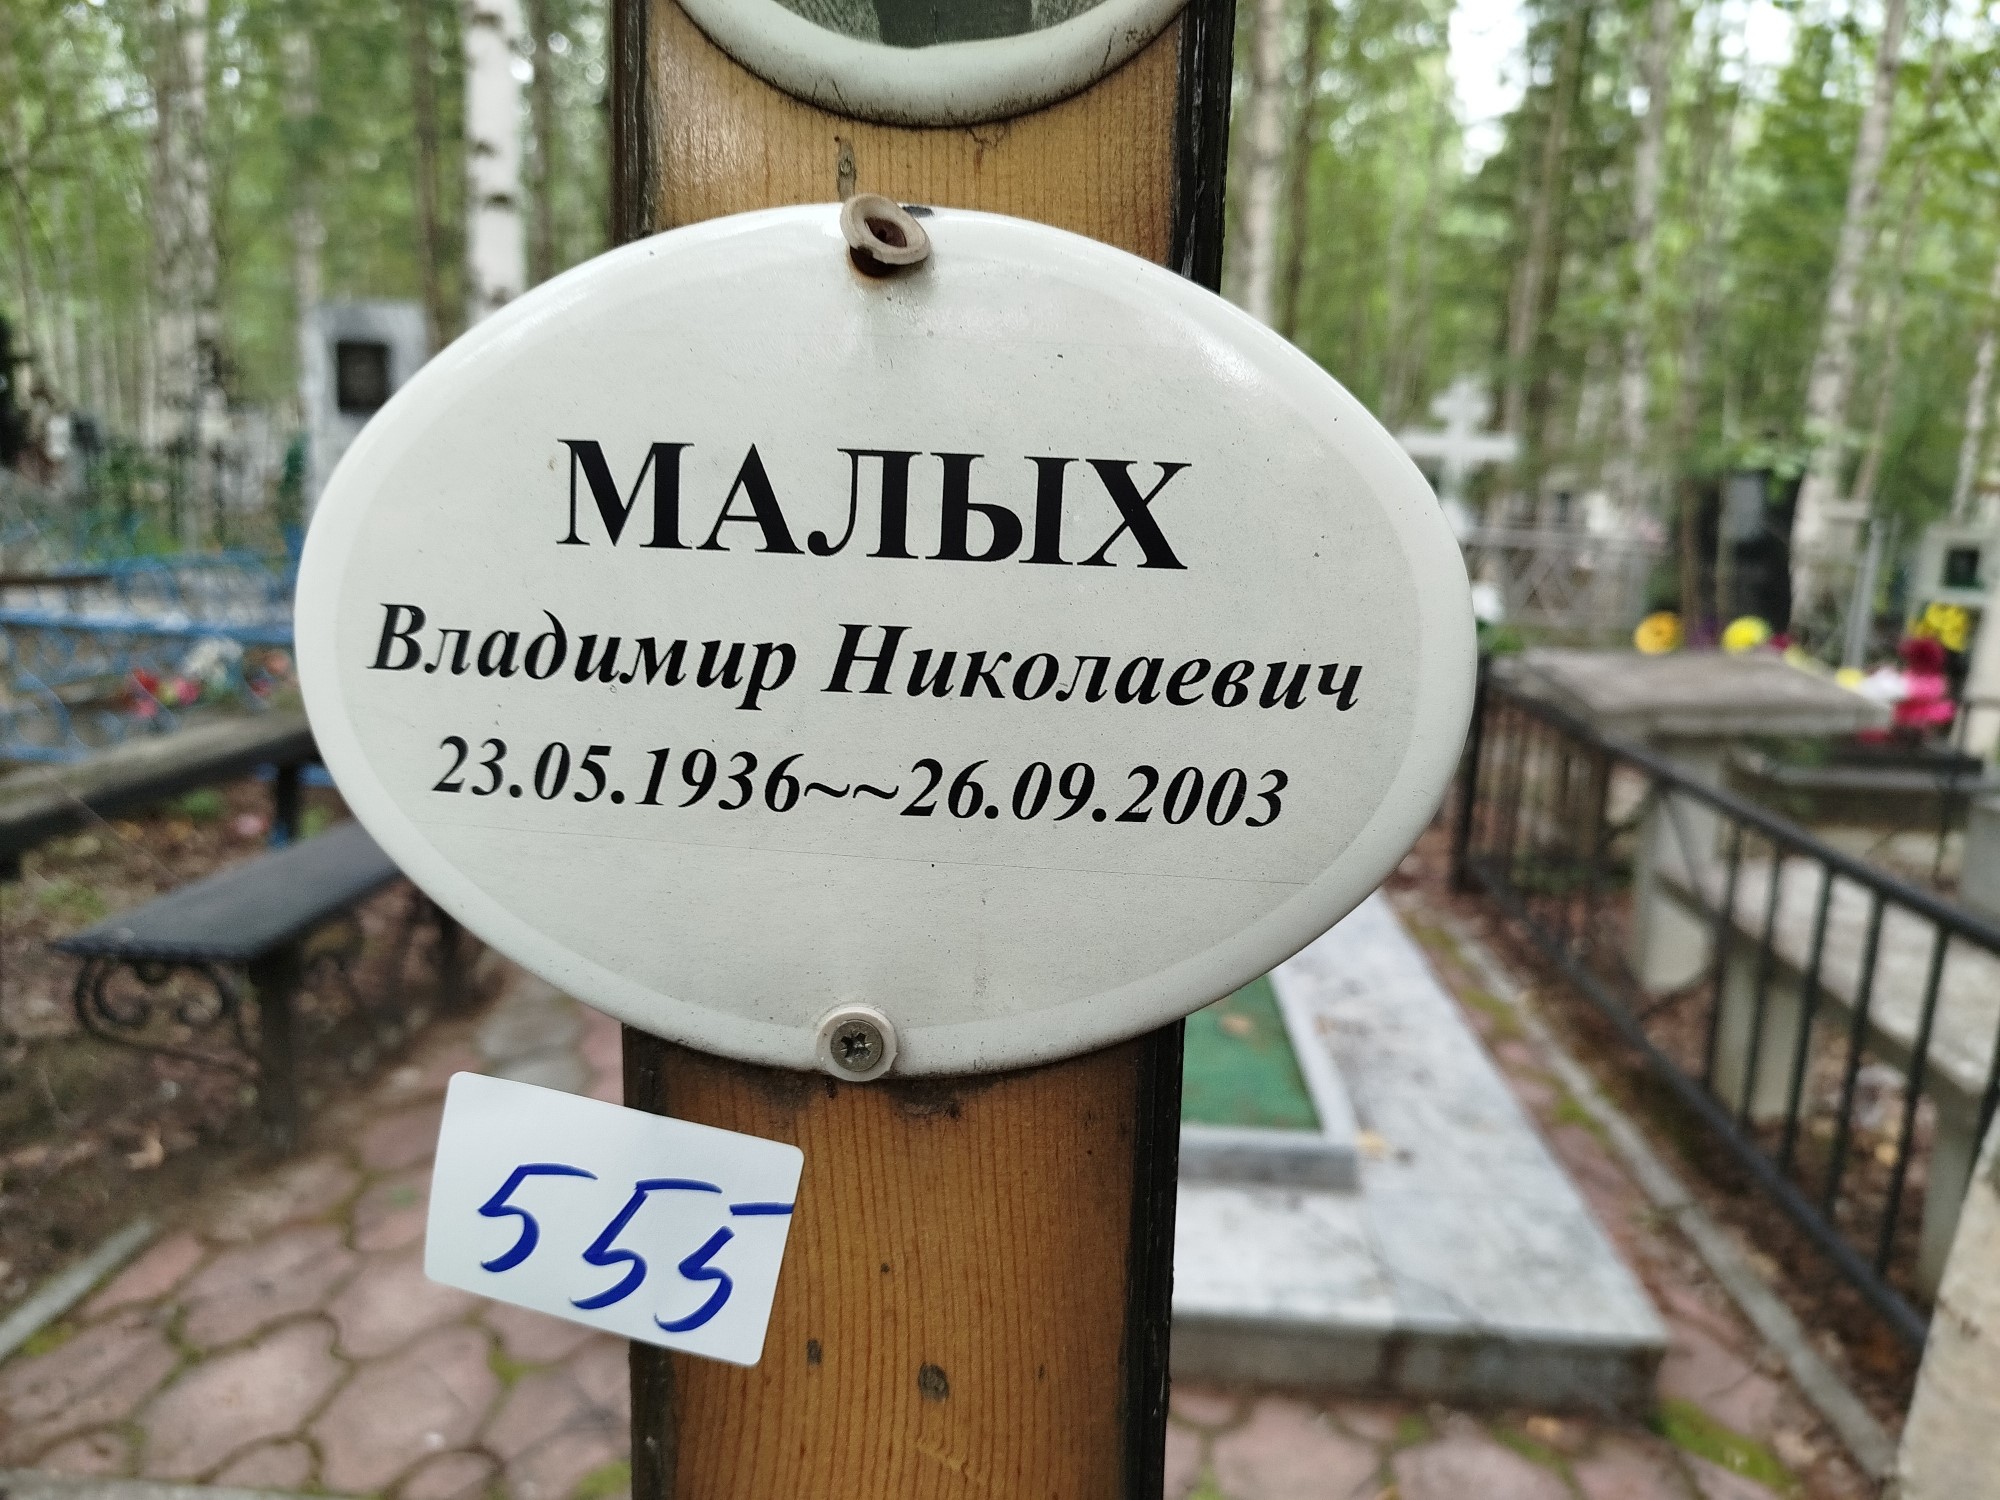 МАЛЫХ
Владимир Николаевич
23.05.1936~~26.09.2003
555